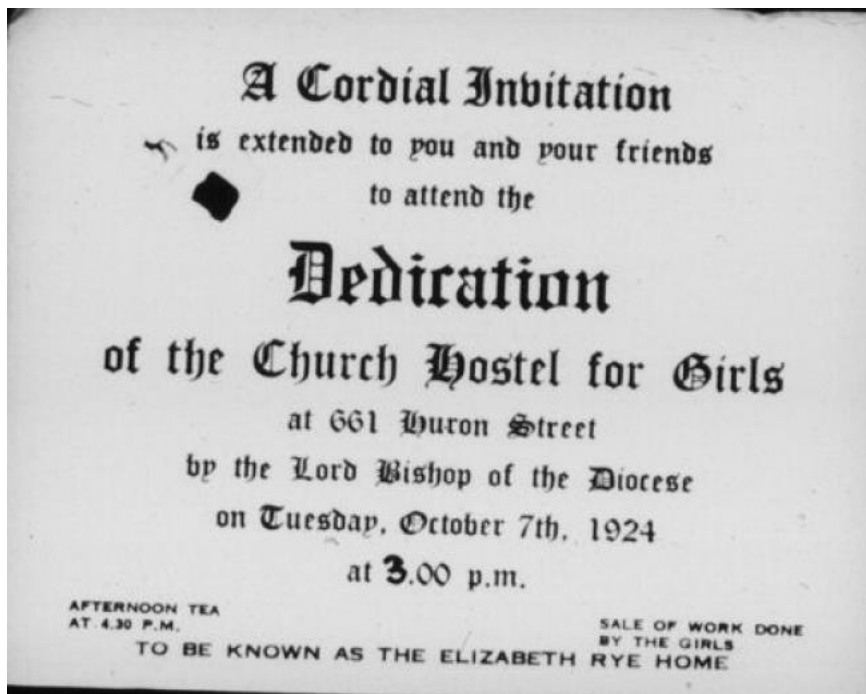 A Cordial Invitation
is extended to you and your friends
to attend the
Dedication
of the Church Hostel for Girls
at 661 Huron Street
by the Lord Bishop of the Diocese
on Tuesday, October 7th, 1924
at 3.00 p.m.
AFTERNOON TEA
AT 4.30 P.M.
SALE OF WORK DONE
BY THE GIRLS
TO BE KNOWN AS THE ELIZABETH RYE HOME